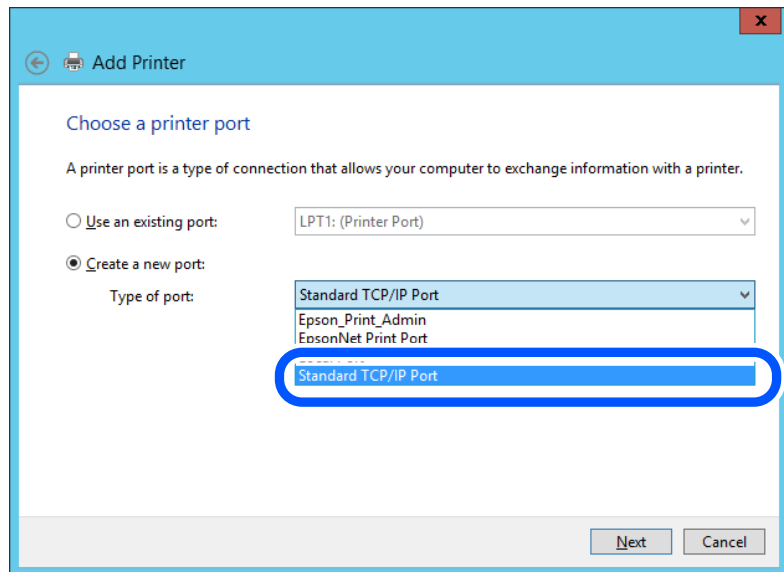 x
Add Printer
Choose a printer port
A printer port is a type of connection that allows your computer to exchange information with a printer.
Use an existing port: LPT1: (Printer Port)
Create a new port:
Type of port: Standard TCP/IP Port
Epson_Print_Admin
EpsonNet Print Port
Standard TCP/IP Port
Next Cancel